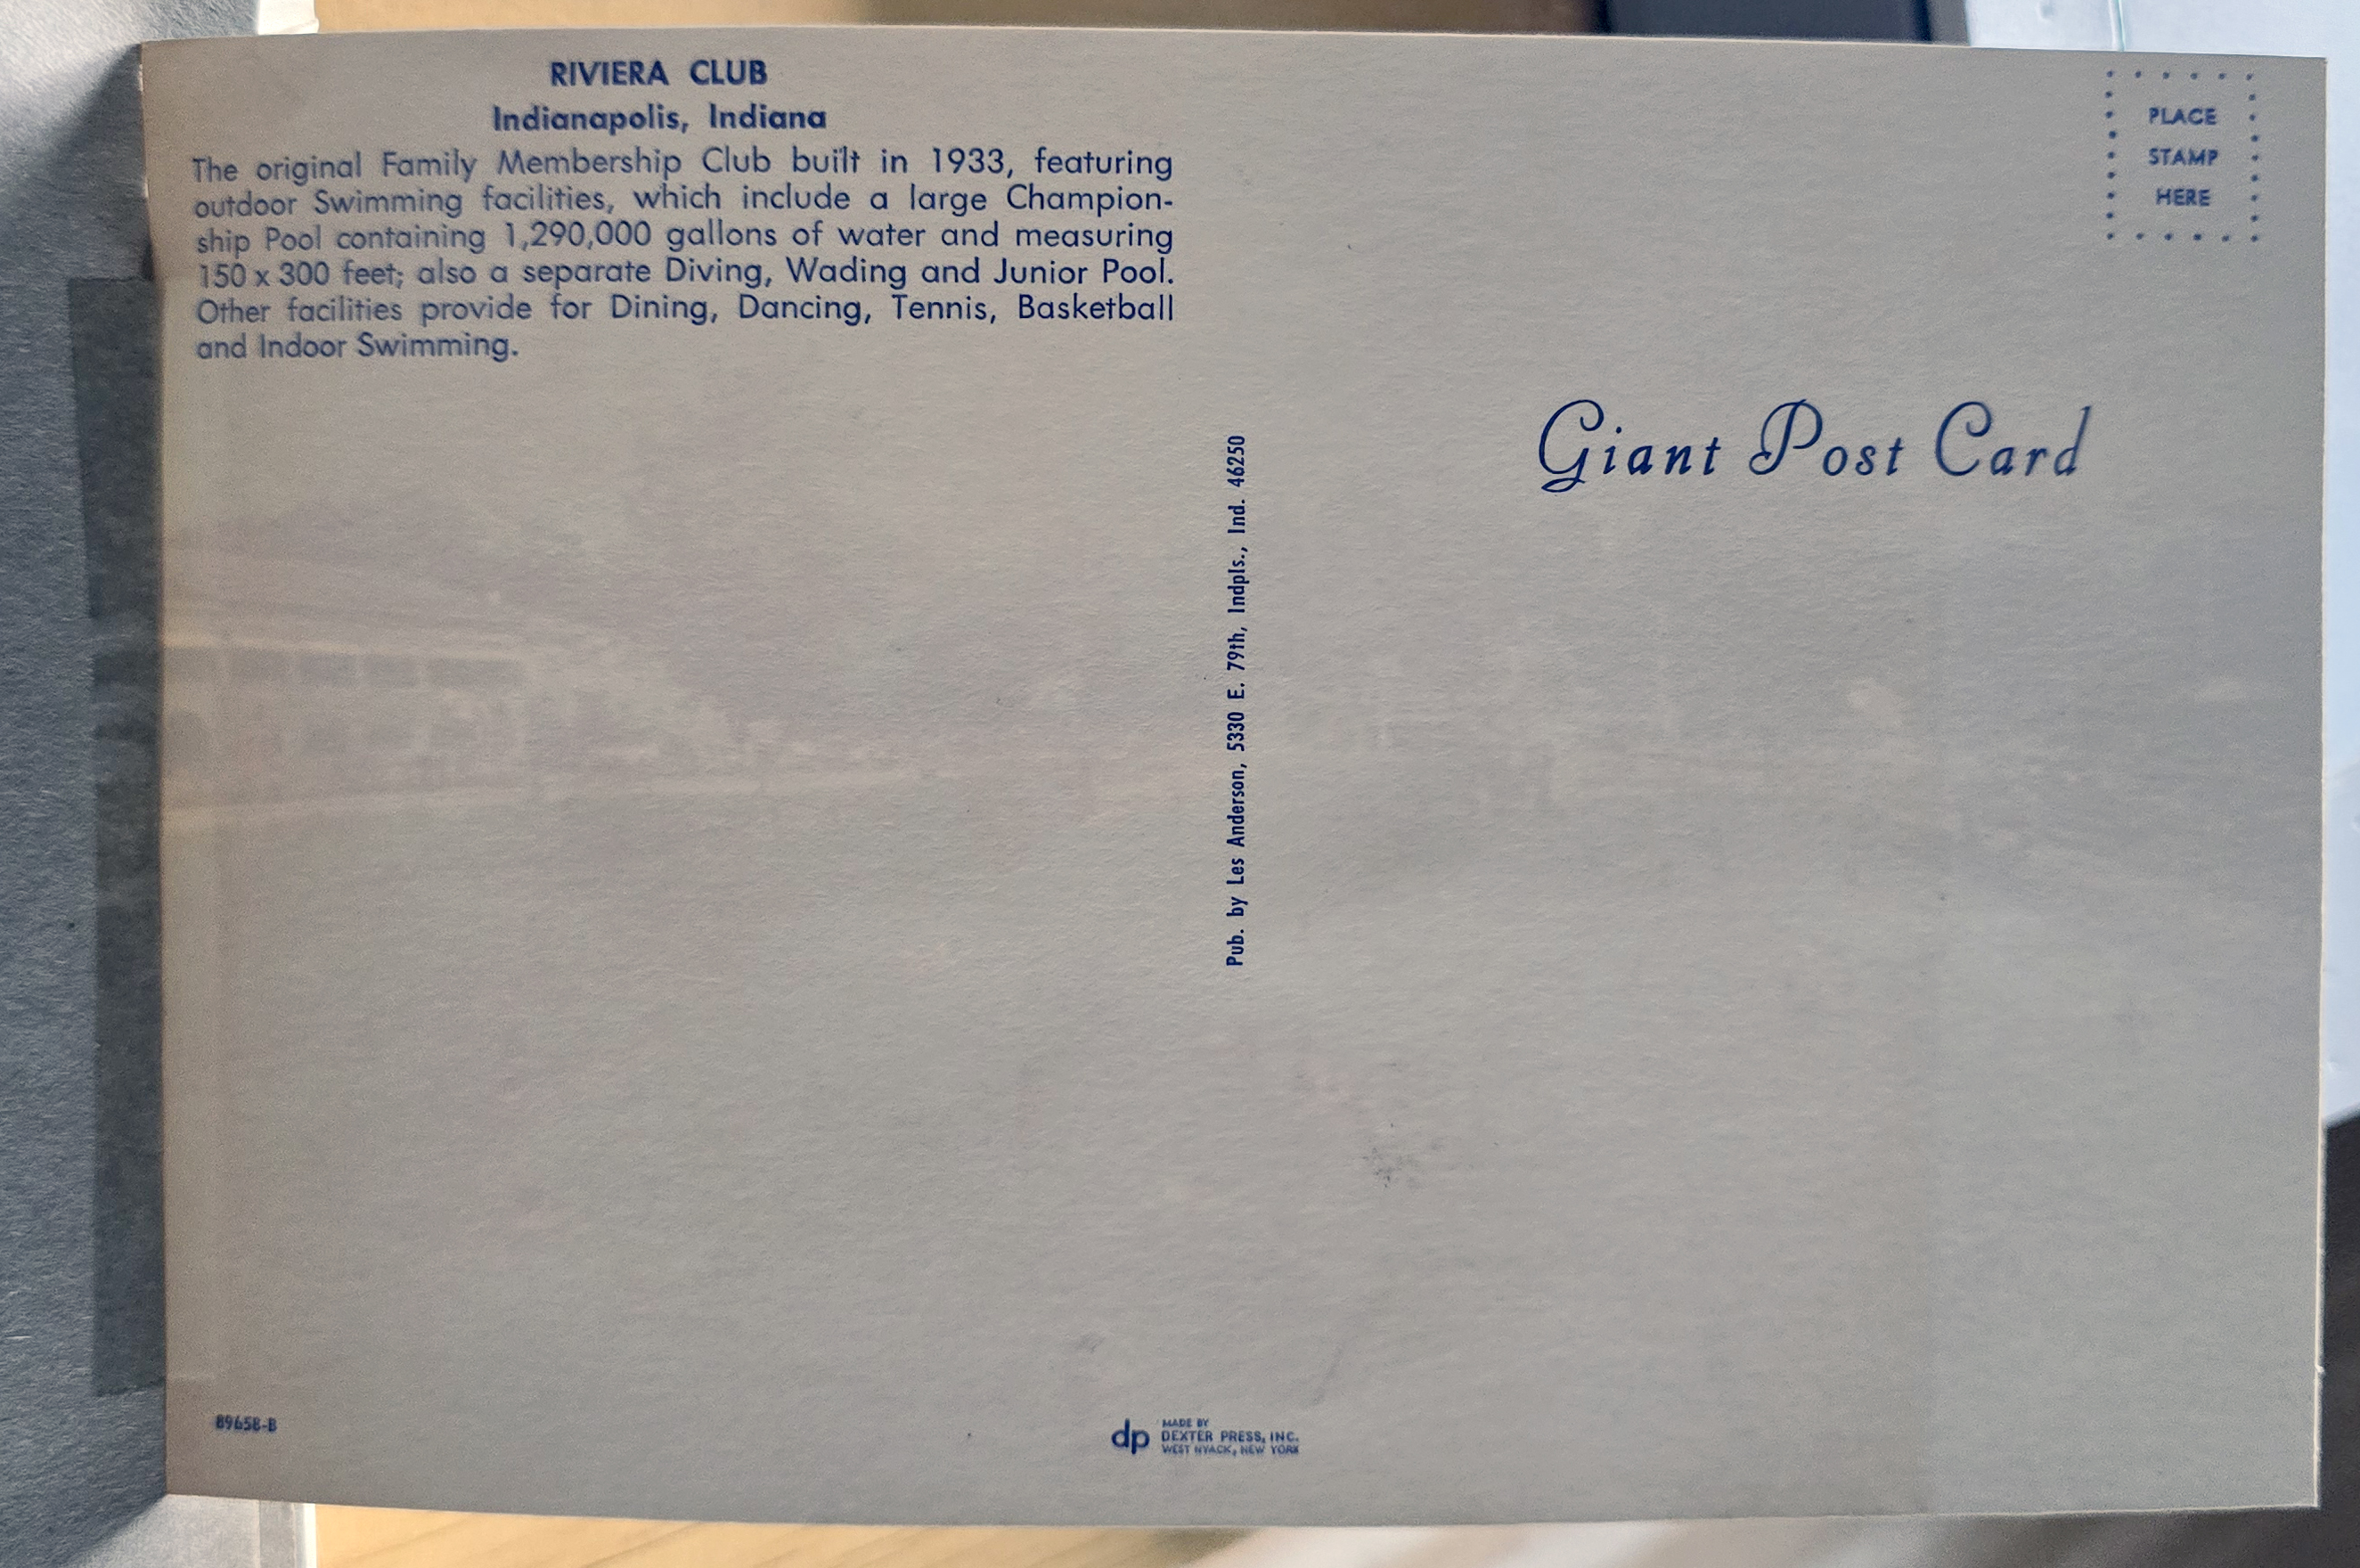 RIVIERA CLUB
Indianapolis, Indiana
The original Family Membership Club built in 1933, featuring
outdoor Swimming facilities, which include a large Champion-
ship Pool containing 1,290,000 gallons of water and measuring
150 x 300 feet; also a separate Diving, Wading and Junior Pool.
Other facilities provide for Dining, Dancing, Tennis, Basketball
and Indoor Swimming.
PLACE
STAMP
HERE
Giant Post Card
Pub. by Les Anderson, 5330 E. 79th, Indpls., Ind. 46250
89658-B
dp
MADE BY
DEXTER PRESS, INC.
WEST NYACK, NEW YORK